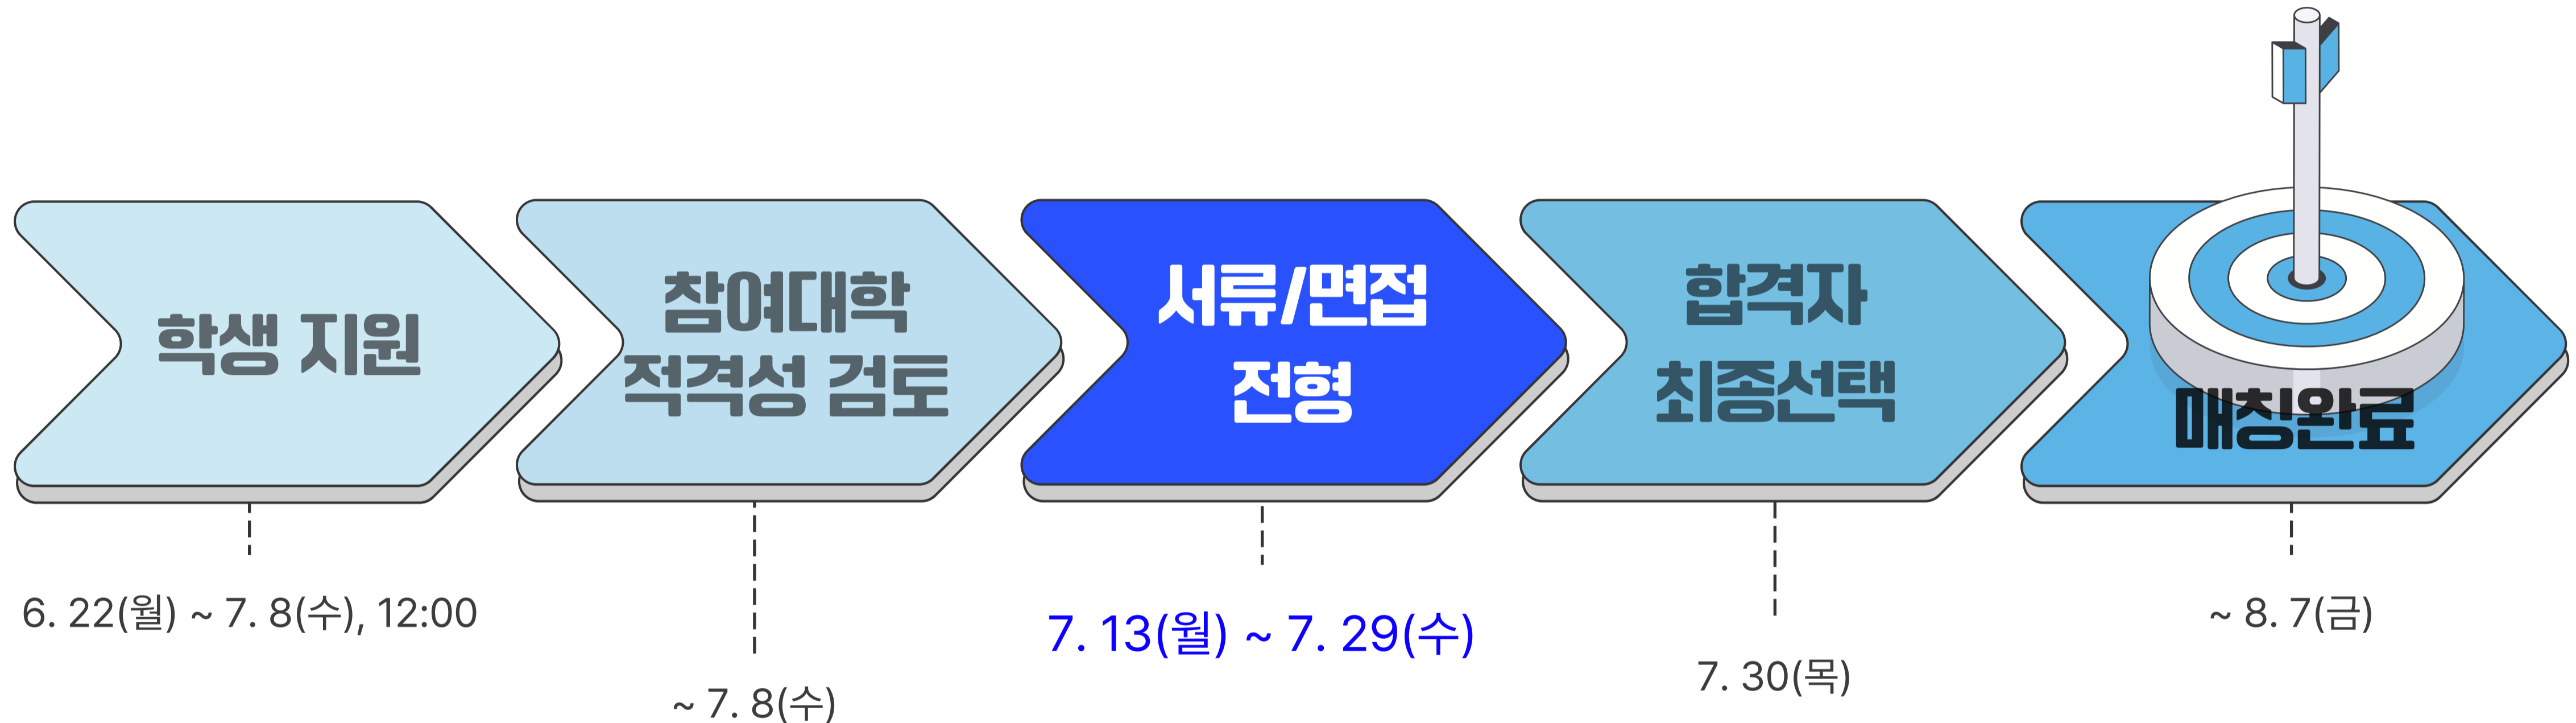 학생 지원
참여대학
적격성 검토
서류/면접
전형
합격자
최종선택
매칭완료
6. 22(월) ~ 7. 8(수), 12:00
~ 7. 8(수)
7. 13(월) ~ 7. 29(수)
7. 30(목)
~ 8. 7(금)